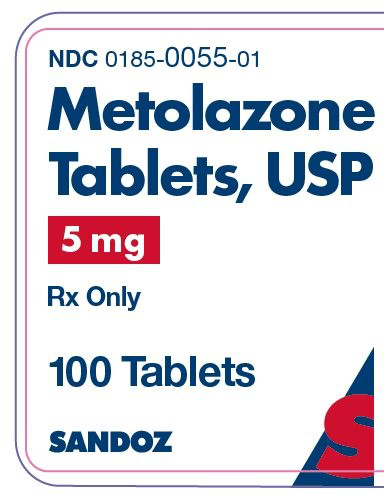 NDC 0185-0055-01
Metolazone
Tablets, USP
5 mg
Rx Only
100 Tablets
SANDOZ
S